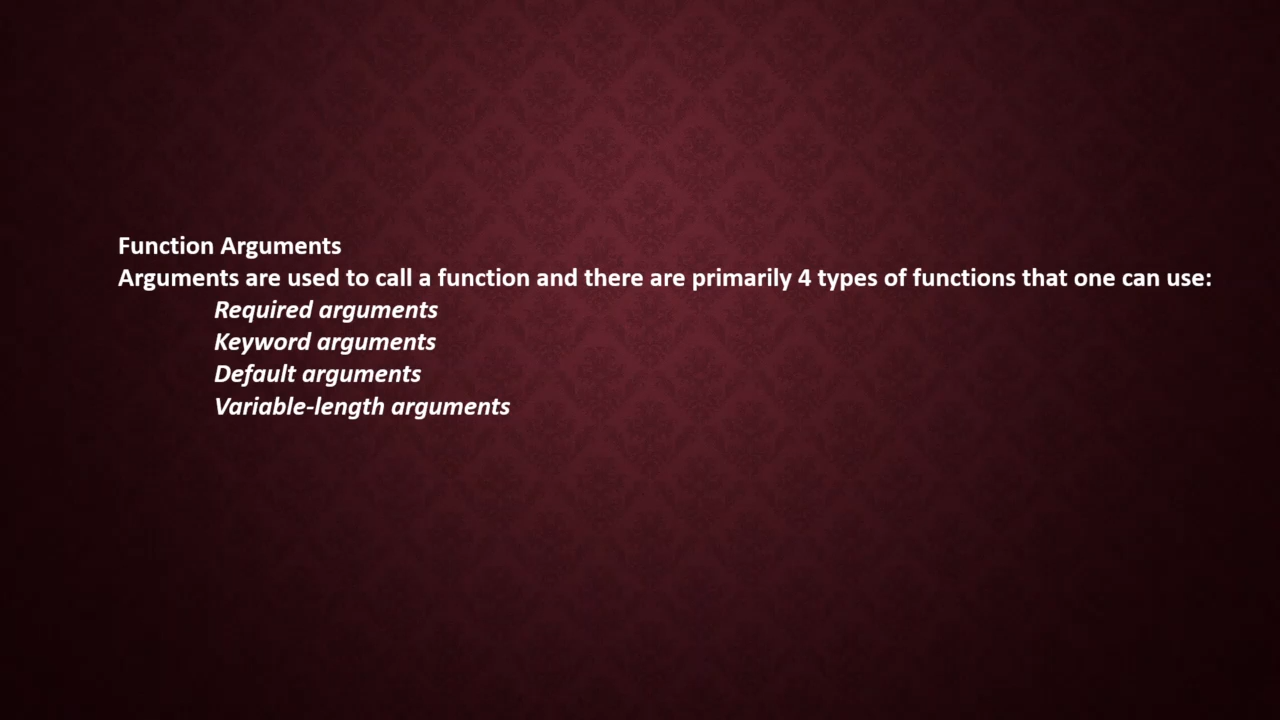 Function Arguments
Arguments are used to call a function and there are primarily 4 types of functions that one can use:
Required arguments
Keyword arguments
Default arguments
Variable-length arguments